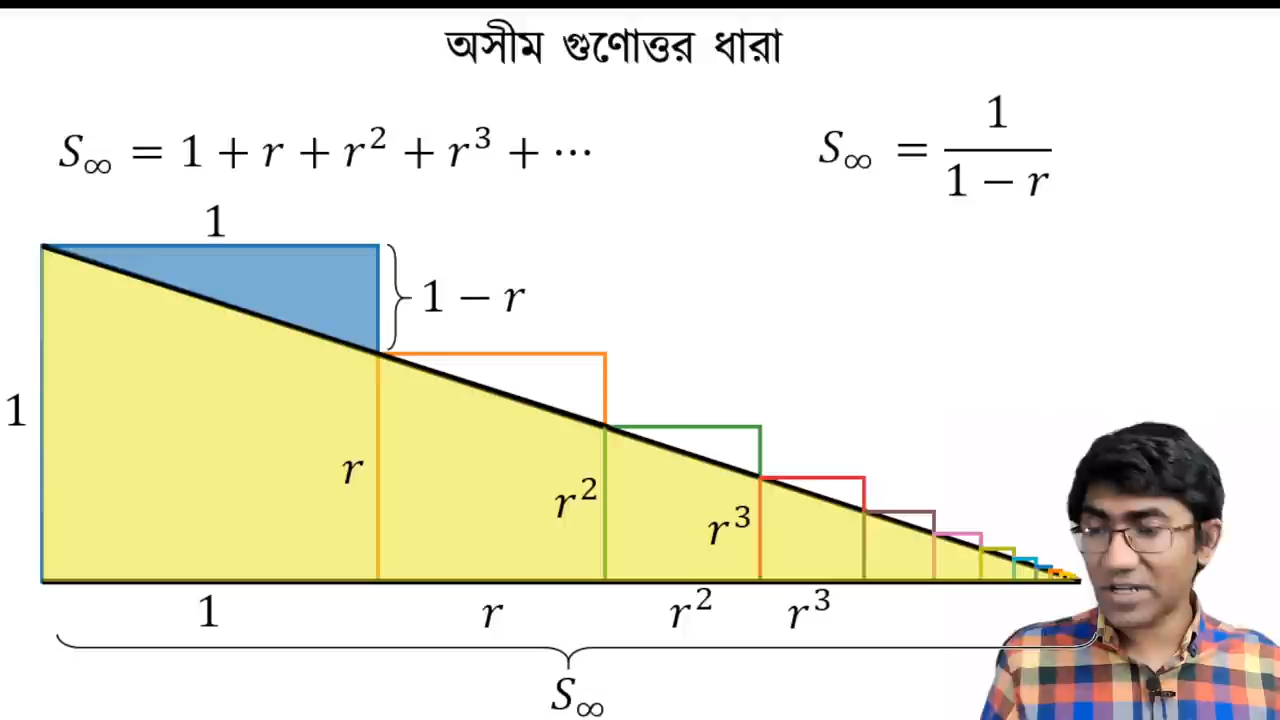 অসীম গুণোত্তর ধারা
S∞ = 1 + r + r² + r³ + ⋯
S∞ = 1/(1 − r)
1
1 − r
1
r
r²
r³
1 r r² r³
S∞